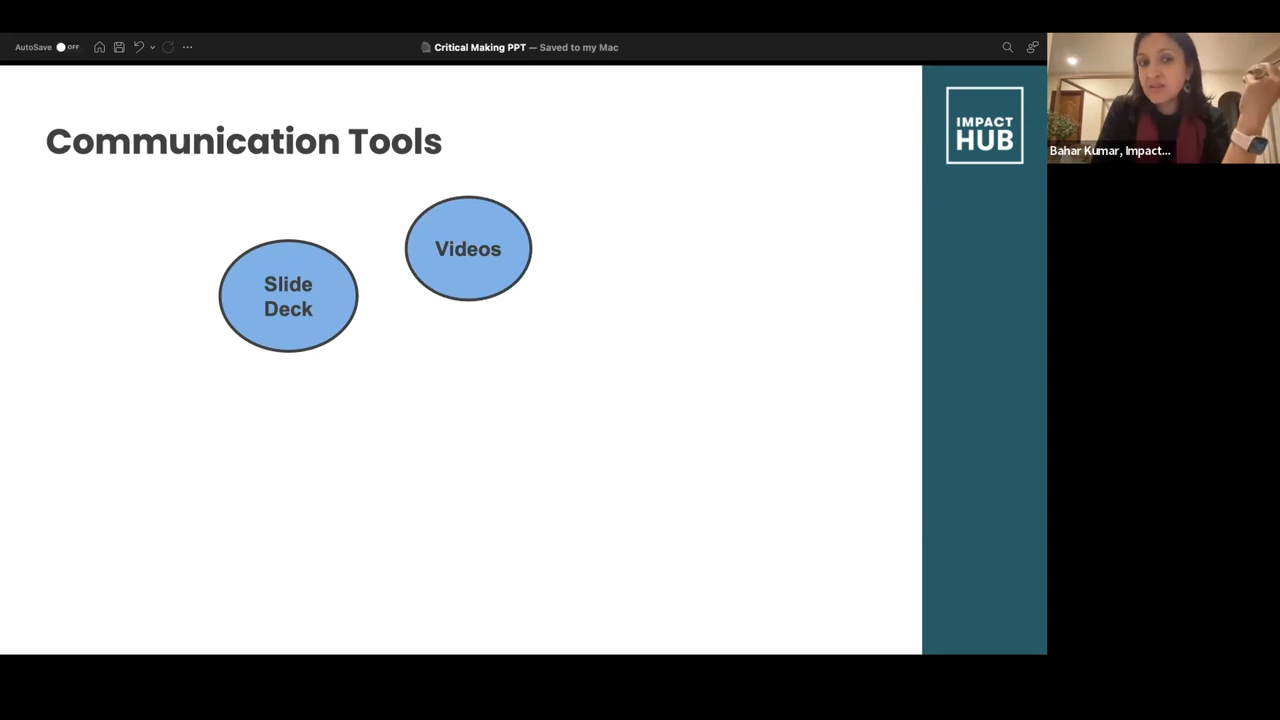 AutoSave OFF
Critical Making PPT — Saved to my Mac
Communication Tools
IMPACT
HUB
Bahar Kumar, Impact...
Videos
Slide
Deck